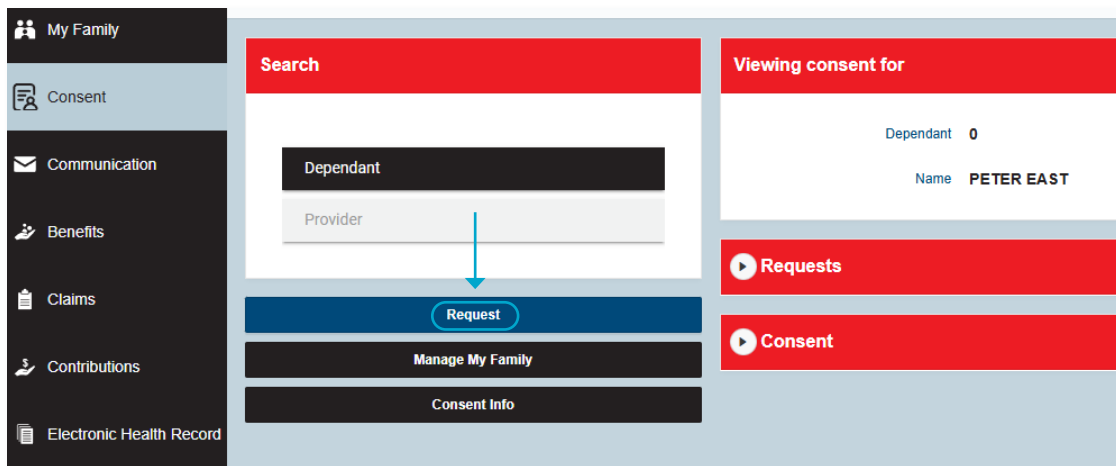 My Family
Consent
Communication
Benefits
Claims
Contributions
Electronic Health Record
Search
Dependant
Provider
Request
Manage My Family
Consent Info
Viewing consent for
Dependant 0
Name PETER EAST
Requests
Consent